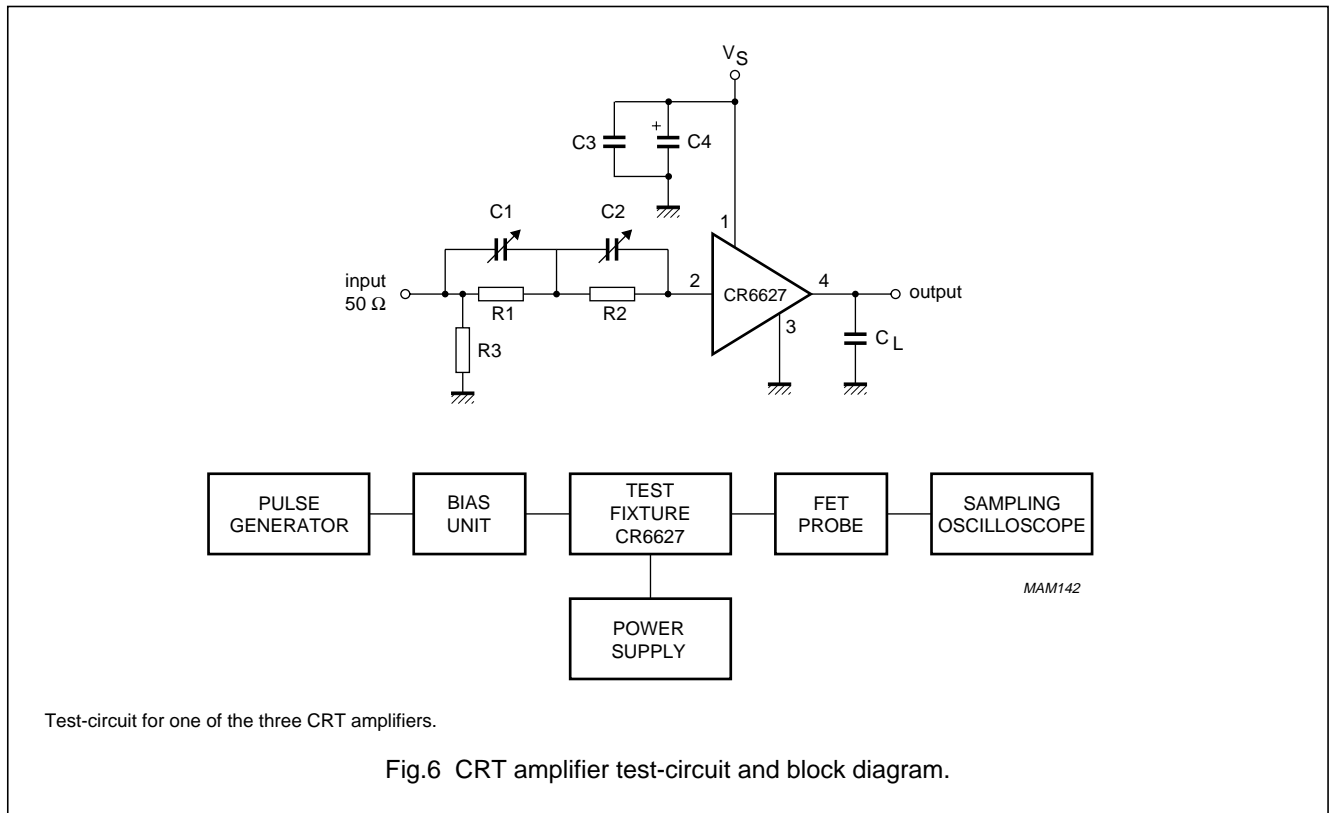 VS
C3
+
C4
C1
C2
1
input
50 Ω
2
CR6627
4
output
R1
R2
3
CL
R3
PULSE
GENERATOR
BIAS
UNIT
TEST
FIXTURE
CR6627
FET
PROBE
SAMPLING
OSCILLOSCOPE
MAM142
POWER
SUPPLY
Test-circuit for one of the three CRT amplifiers.
Fig.6 CRT amplifier test-circuit and block diagram.